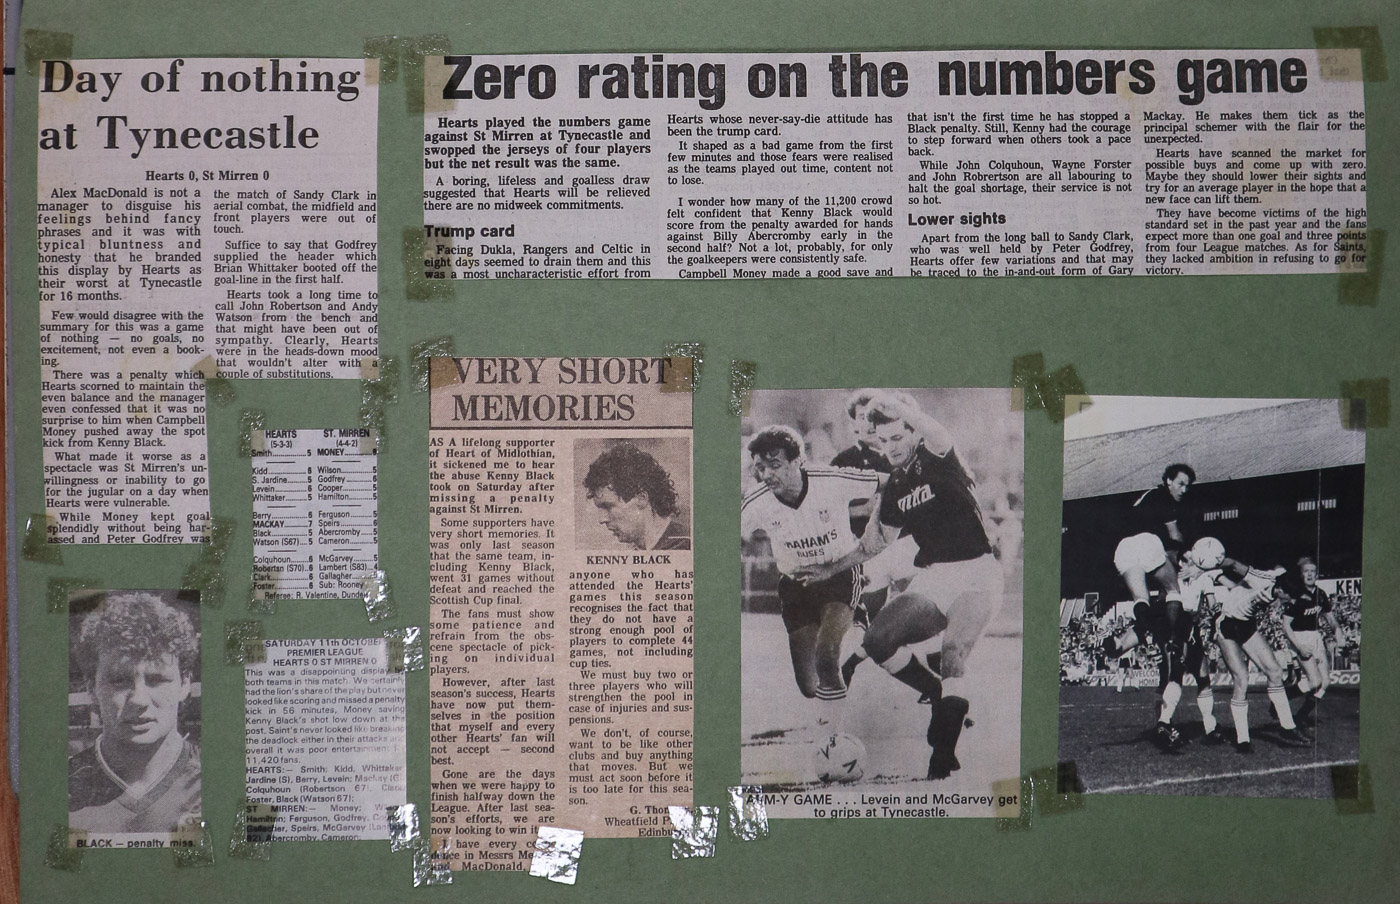 Day of nothing
at Tynecastle
Hearts 0, St Mirren 0
Alex MacDonald is not a
manager to disguise his
feelings behind fancy
phrases and it was with
typical bluntness and
honesty that he branded
this display by Hearts as
their worst at Tynecastle
for 16 months.
Few would disagree with the
summary for this was a game
of nothing — no goals, no
excitement, not even a book-
ing.
There was a penalty which
Hearts scorned to maintain the
even balance and the manager
even confessed that it was no
surprise to him when Campbell
Money pushed away the spot
kick from Kenny Black.
What made it worse as a
spectacle was St Mirren's un-
willingness or inability to go
for the jugular on a day when
Hearts were vulnerable.
While Money kept goal
splendidly without being har-
assed and Peter Godfrey was
the match of Sandy Clark in
aerial combat, the midfield and
front players were out of
touch.
Suffice to say that Godfrey
supplied the header which
Brian Whittaker booted off the
goal-line in the first half.
Hearts took a long time to
call John Robertson and Andy
Watson from the bench and
that might have been out of
sympathy. Clearly, Hearts
were in the heads-down mood
that wouldn't alter with a
couple of substitutions.
Zero rating on the numbers game
Hearts played the numbers game
against St Mirren at Tynecastle and
swopped the jerseys of four players
but the net result was the same.
A boring, lifeless and goalless draw
suggested that Hearts will be relieved
there are no midweek commitments.
Trump card
Facing Dukla, Rangers and Celtic in
eight days seemed to drain them and this
was a most uncharacteristic effort from
Hearts whose never-say-die attitude has
been the trump card.
It shaped as a bad game from the first
few minutes and those fears were realised
as the teams played out time, content not
to lose.
I wonder how many of the 11,200 crowd
felt confident that Kenny Black would
score from the penalty awarded for hands
against Billy Abercromby early in the
second half? Not a lot, probably, for only
the goalkeepers were consistently safe.
Campbell Money made a good save and
that isn't the first time he has stopped a
Black penalty. Still, Kenny had the courage
to step forward when others took a pace
back.
While John Colquhoun, Wayne Forster
and John Robrertson are all labouring to
halt the goal shortage, their service is not
so hot.
Lower sights
Apart from the long ball to Sandy Clark,
who was well held by Peter Godfrey,
Hearts offer few variations and that may
be traced to the in-and-out form of Gary
Mackay. He makes them tick as the
principal schemer with the flair for the
unexpected.
Hearts have scanned the market for
possible buys and come up with zero.
Maybe they should lower their sights and
try for an average player in the hope that a
new face can lift them.
They have become victims of the high
standard set in the past year and the fans
expect more than one goal and three points
from four League matches. As for Saints,
they lacked ambition in refusing to go for
victory.
HEARTS ST. MIRREN
(5-3-3) (4-4-2)
Smith 5 MONEY
Kidd 6 Wilson 5
S. Jardine 5 Godfrey 6
Levein 6 Cooper 5
Whittaker 5 Hamilton 5
Berry 6 Ferguson 5
MACKAY 7 Speirs 6
Black 5 Abercromby 5
Watson (S67) 5 Cameron 5
Colquhoun 6 McGarvey 5
Robertsn (S70) 6 Lambert (S83) 4
Clark 6 Gallagher
Foster 6 Sub: Rooney
Referee: R. Valentine, Dundee
BLACK — penalty miss.
SATURDAY 11th OCTOBER
PREMIER LEAGUE
HEARTS 0 ST MIRREN 0
This was a disappointing display by
both teams in this match. We certainly
had the lion's share of the play but never
looked like scoring and missed a penalty
kick in 56 minutes, Money saving
Kenny Black's shot low down at the
post. Saint's never looked like breaking
the deadlock either in their attacks and
overall it was poor entertainment
11,420 fans.
HEARTS:— Smith; Kidd, Whittaker
Jardine (S), Berry, Levein; Mackay
Colquhoun (Robertson 67), Clark
Foster, Black (Watson 67);
ST MIRREN:— Money;
Hamilton; Ferguson, Godfrey,
Gallagher, Speirs, McGarvey
82) Abercromby, Cameron;
VERY SHORT
MEMORIES
AS A lifelong supporter
of Heart of Midlothian,
it sickened me to hear
the abuse Kenny Black
took on Saturday after
missing a penalty
against St Mirren.
Some supporters have
very short memories. It
was only last season
that the same team, in-
cluding Kenny Black,
went 31 games without
defeat and reached the
Scottish Cup final.
The fans must show
some patience and
refrain from the obs-
cene spectacle of pick-
ing on individual
players.
However, after last
season's success, Hearts
have now put them-
selves in the position
that myself and every
other Hearts' fan will
not accept — second
best.
Gone are the days
when we were happy to
finish halfway down the
League. After last sea-
son's efforts, we are
now looking to win it
I have every
dence in Messrs
and MacDonald,
KENNY BLACK
anyone who has
attended the Hearts'
games this season
recognises the fact that
they do not have a
strong enough pool of
players to complete 44
games, not including
cup ties.
We must buy two or
three players who will
strengthen the pool in
case of injuries and sus-
pensions.
We don't, of course,
want to be like other
clubs and buy anything
that moves. But we
must act soon before it
is too late for this sea-
son.
G.
Wheatfield
mita
GRAHAM'S
BUSES
ARM-Y GAME . . . Levein and McGarvey get
to grips at Tynecastle.
KEN
WELCOME
HOME